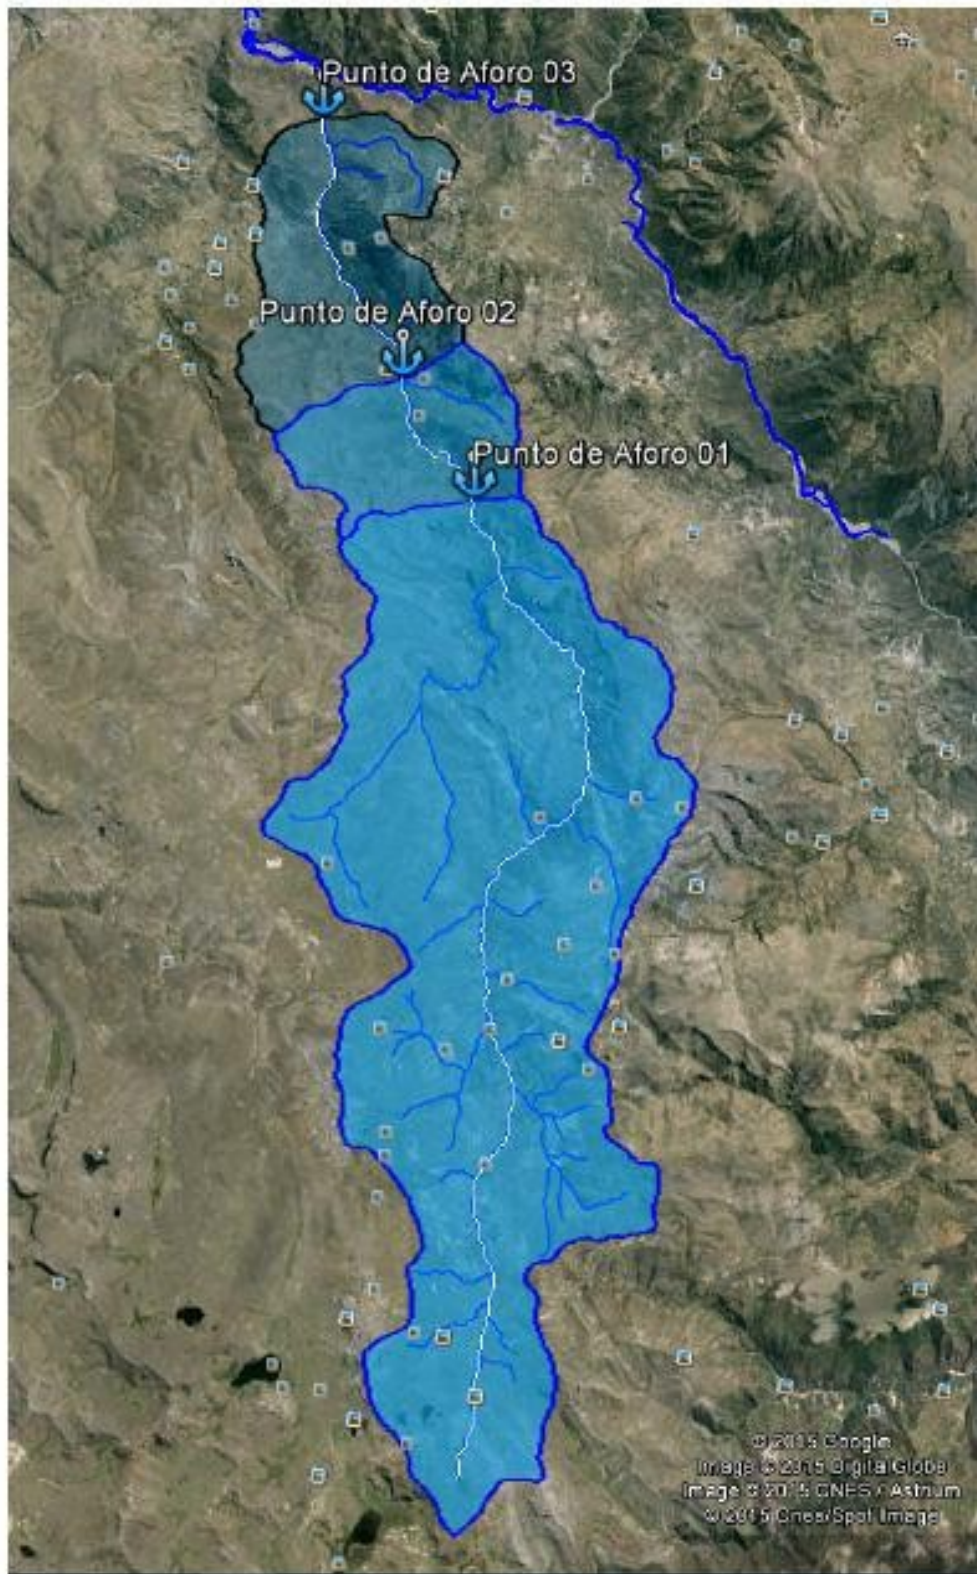 Punto de Aforo 03
Punto de Aforo 02
Punto de Aforo 01
© 2015 Google
Image © 2015 DigitalGlobe
Image © 2015 CNES / Astrium
© 2015 Cnes/Spot Image